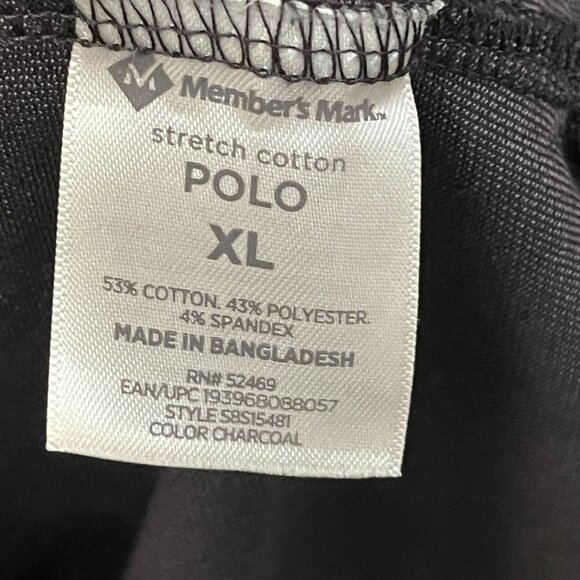 Member's Mark™
stretch cotton
POLO
XL
53% COTTON. 43% POLYESTER.
4% SPANDEX
MADE IN BANGLADESH
RN# 52469
EAN/UPC 193968088057
STYLE S8S15481
COLOR CHARCOAL